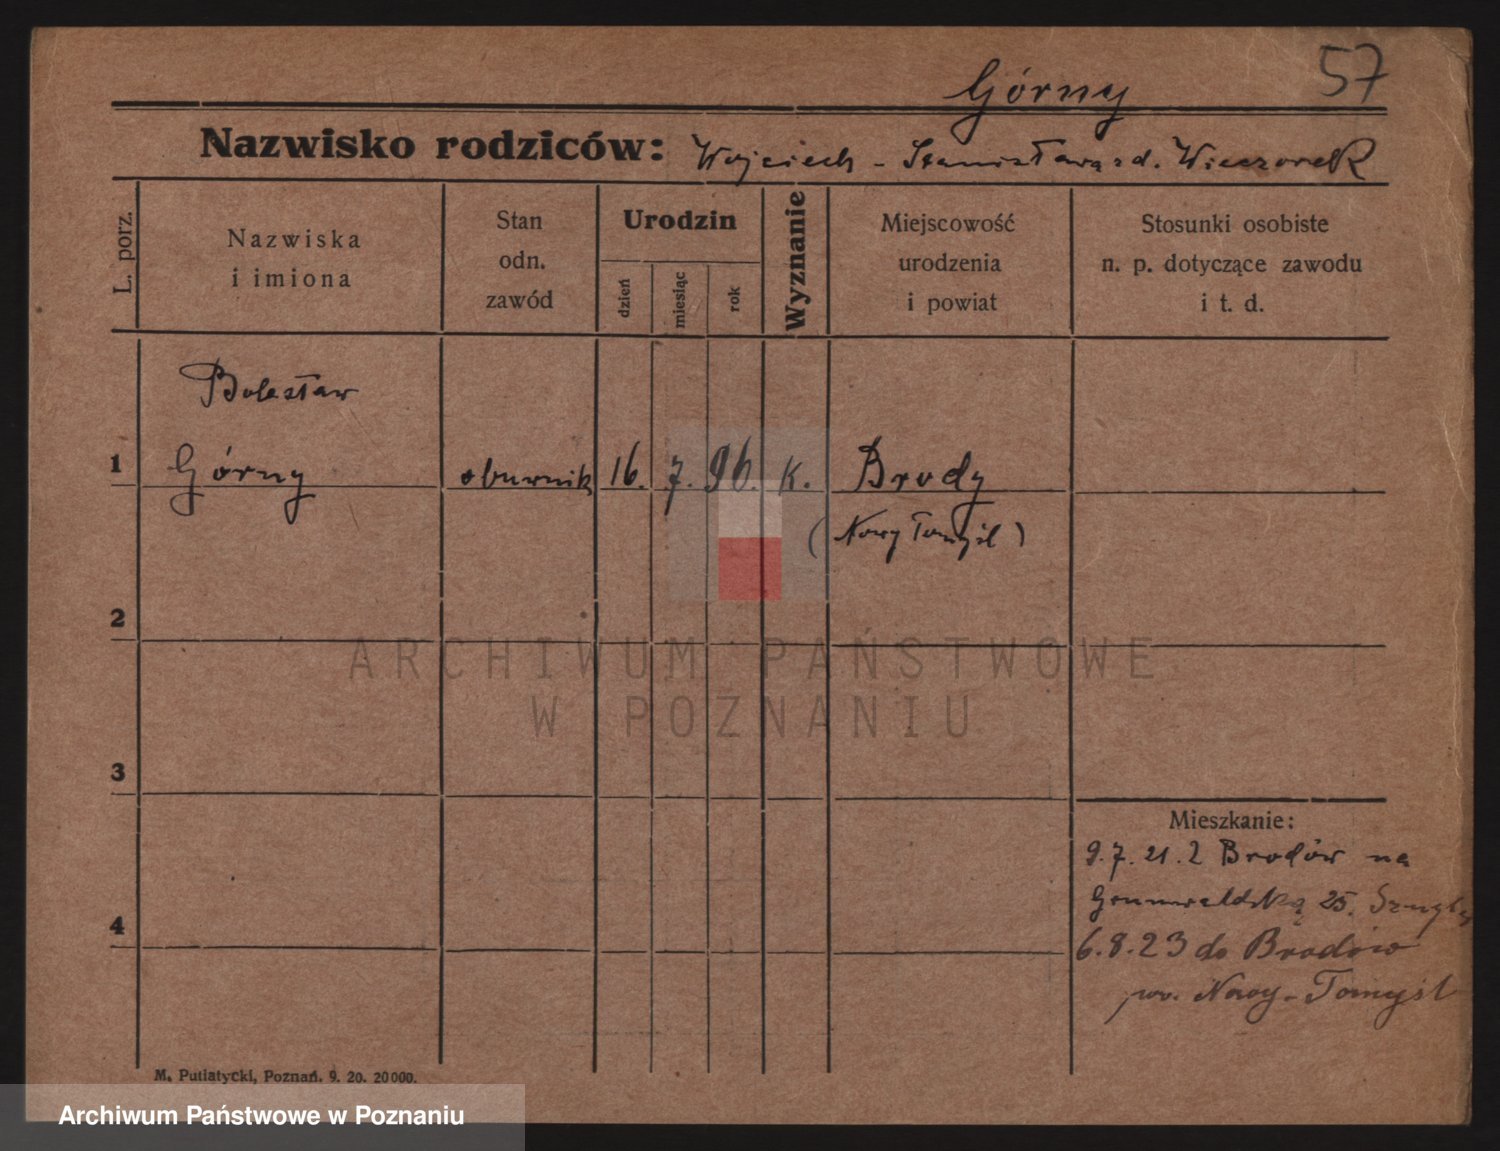 57
Górny
Nazwisko rodziców: Wojciech - Stanisława z d. Wieczorek
L. porz.
Nazwiska
i imiona
Stan
odn.
zawód
Urodzin
dzień
miesiąc
rok
Wyznanie
Miejscowość
urodzenia
i powiat
Stosunki osobiste
n. p. dotyczące zawodu
i t. d.
Bolesław
1 Górny oburnik 16. 7. 96. K. Brody
(Nowy Tomyśl)
2
ARCHIWUM PAŃSTWOWE
W POZNANIU
3
Mieszkanie:
9.7.21. z Brodów na
Grunwaldską 25.
4
6.8.23 do Brodów
pow. Nowy-Tomyśl
M. Putiatycki, Poznań. 9. 20. 20000.
Archiwum Państwowe w Poznaniu